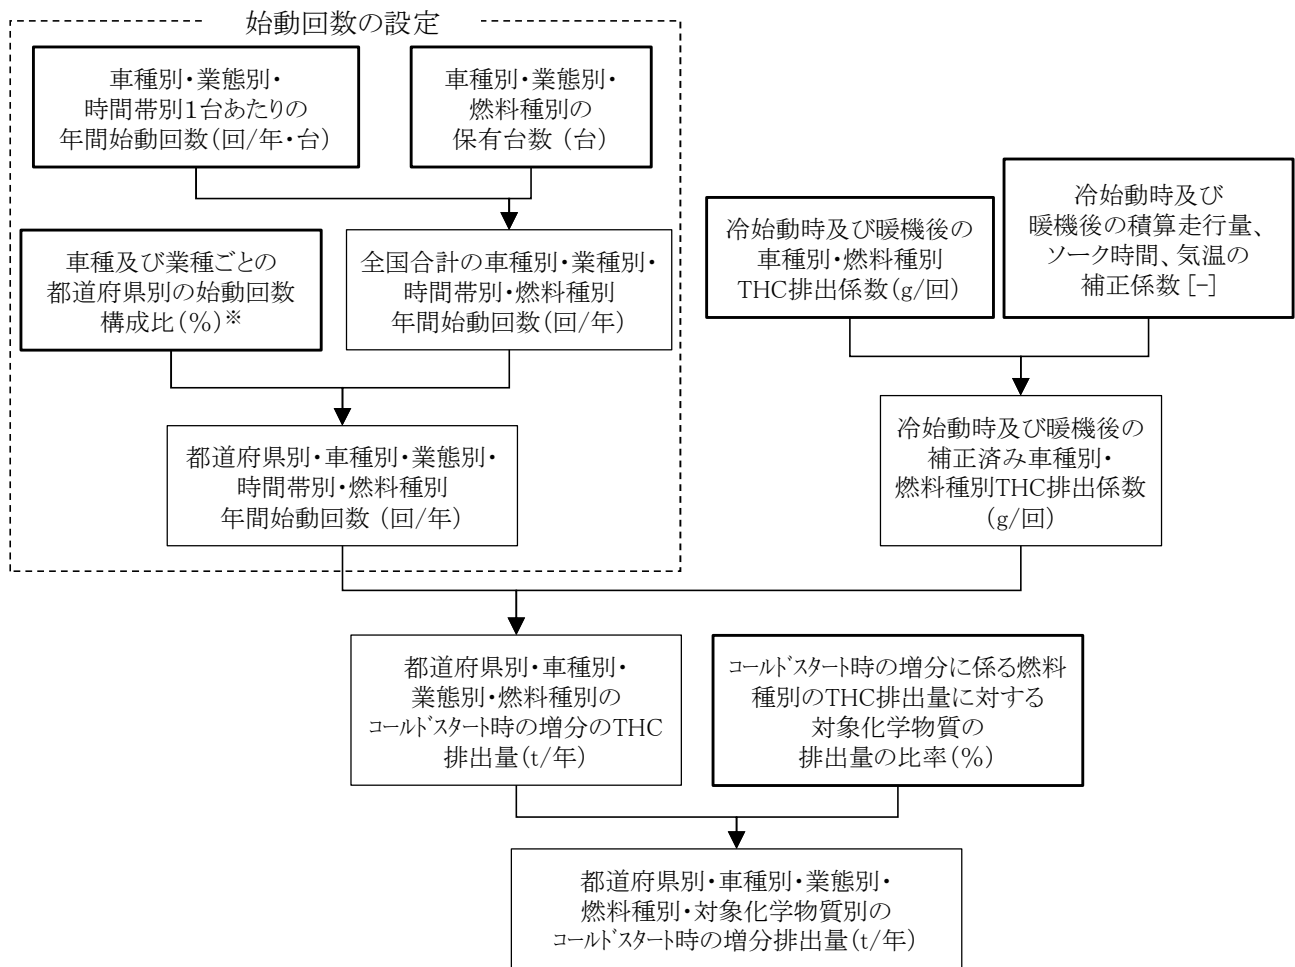 始動回数の設定
車種別・業態別・
時間帯別1台あたりの
年間始動回数(回/年・台)
車種別・業態別・
燃料種別の
保有台数 (台)
冷始動時及び暖機後の
車種別・燃料種別
THC排出係数(g/回)
冷始動時及び
暖機後の積算走行量、
ソーク時間、気温の
補正係数 [-]
車種及び業種ごとの
都道府県別の始動回数
構成比(%)※
全国合計の車種別・業種別・
時間帯別・燃料種別
年間始動回数(回/年)
都道府県別・車種別・業態別・
時間帯別・燃料種別
年間始動回数 (回/年)
冷始動時及び暖機後の
補正済み車種別・
燃料種別THC排出係数
(g/回)
都道府県別・車種別・
業態別・燃料種別の
ｺｰﾙﾄﾞｽﾀｰﾄ時の増分のTHC
排出量(t/年)
ｺｰﾙﾄﾞｽﾀｰﾄ時の増分に係る燃料
種別のTHC排出量に対する
対象化学物質の
排出量の比率(%)
都道府県別・車種別・業態別・
燃料種別・対象化学物質別の
ｺｰﾙﾄﾞｽﾀｰﾄ時の増分排出量(t/年)